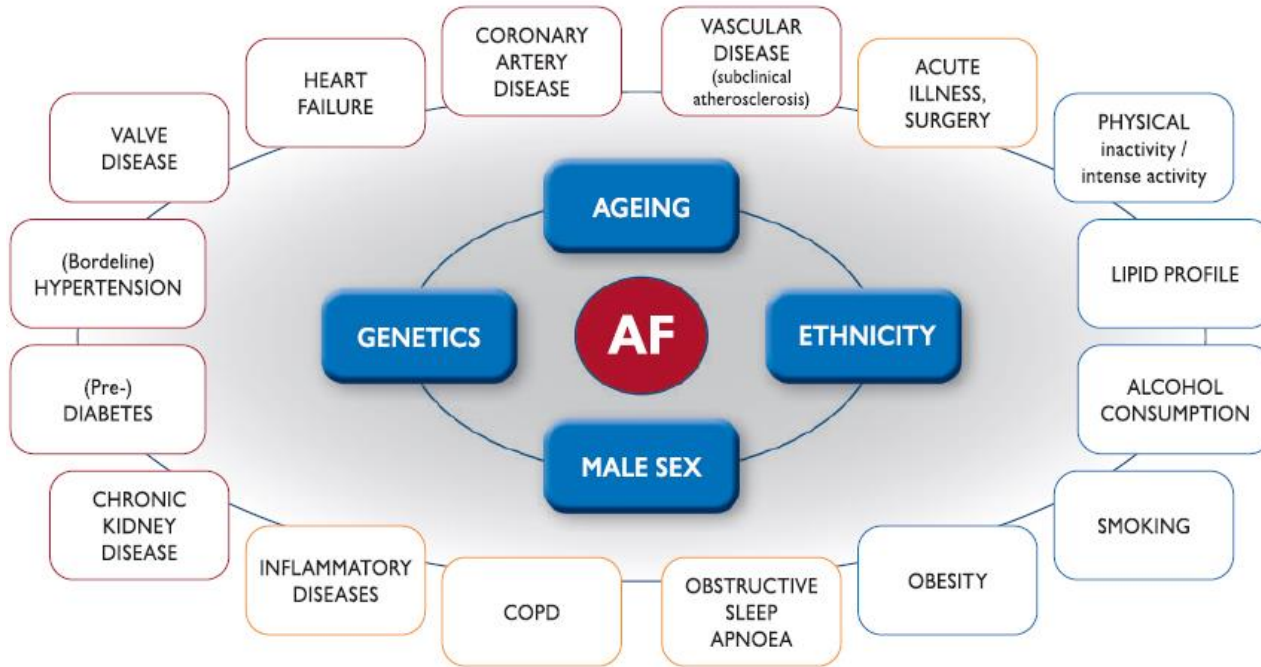 CORONARY
ARTERY
DISEASE
VASCULAR
DISEASE
(subclinical
atherosclerosis)
HEART
FAILURE
ACUTE
ILLNESS,
SURGERY
VALVE
DISEASE
PHYSICAL
inactivity /
intense activity
AGEING
(Bordeline)
HYPERTENSION
LIPID PROFILE
GENETICS
AF
ETHNICITY
(Pre-)
DIABETES
ALCOHOL
CONSUMPTION
MALE SEX
CHRONIC
KIDNEY
DISEASE
SMOKING
INFLAMMATORY
DISEASES
OBESITY
COPD
OBSTRUCTIVE
SLEEP
APNOEA